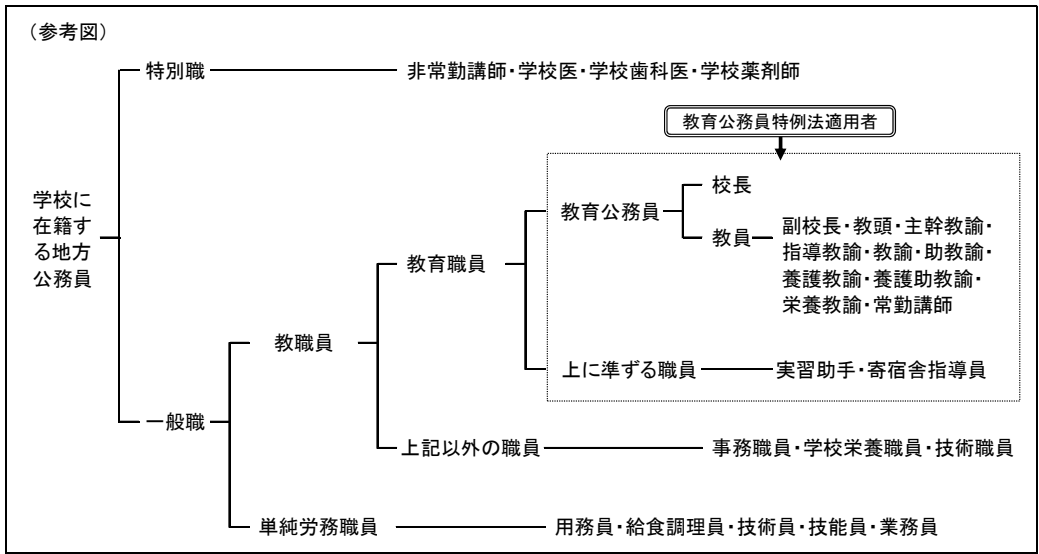 （参考図）
特別職
非常勤講師・学校医・学校歯科医・学校薬剤師
教育公務員特例法適用者
学校に
在籍す
る地方
公務員
教育公務員
校長
教員
副校長・教頭・主幹教諭・
指導教諭・教諭・助教諭・
養護教諭・養護助教諭・
栄養教諭・常勤講師
教育職員
教職員
上に準ずる職員
実習助手・寄宿舎指導員
一般職
上記以外の職員
事務職員・学校栄養職員・技術職員
単純労務職員
用務員・給食調理員・技術員・技能員・業務員